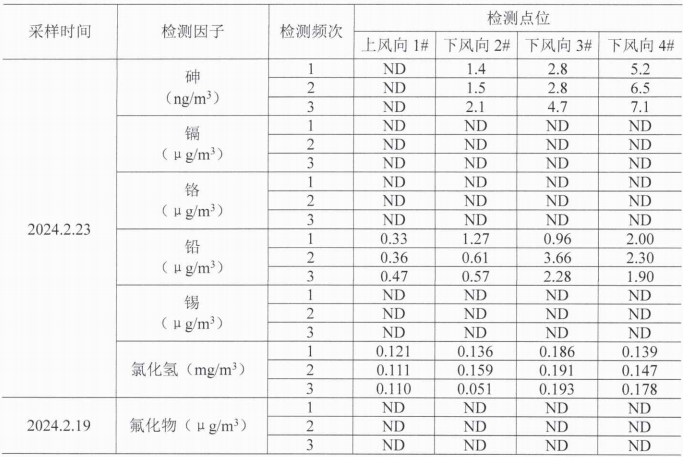 采样时间 检测因子 检测频次 检测点位
上风向 1# 下风向 2# 下风向 3# 下风向 4#
2024.2.23 砷（ng/m³） 1 ND 1.4 2.8 5.2
2 ND 1.5 2.8 6.5
3 ND 2.1 4.7 7.1
镉（μg/m³） 1 ND ND ND ND
2 ND ND ND ND
3 ND ND ND ND
铬（μg/m³） 1 ND ND ND ND
2 ND ND ND ND
3 ND ND ND ND
铅（μg/m³） 1 0.33 1.27 0.96 2.00
2 0.36 0.61 3.66 2.30
3 0.47 0.57 2.28 1.90
锡（μg/m³） 1 ND ND ND ND
2 ND ND ND ND
3 ND ND ND ND
氯化氢（mg/m³） 1 0.121 0.136 0.186 0.139
2 0.111 0.159 0.191 0.147
3 0.110 0.051 0.193 0.178
2024.2.19 氟化物（μg/m³） 1 ND ND ND ND
2 ND ND ND ND
3 ND ND ND ND